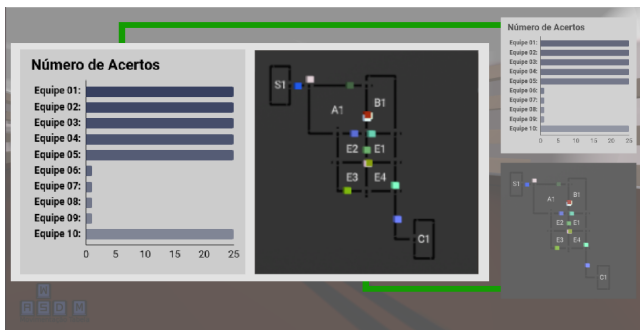 Número de Acertos
Equipe 01:
Equipe 02:
Equipe 03:
Equipe 04:
Equipe 05:
Equipe 06:
Equipe 07:
Equipe 08:
Equipe 09:
Equipe 10:
0 5 10 15 20 25
S1
A1
B1
E2 E1
E3 E4
C1
Número de Acertos
Equipe 01:
Equipe 02:
Equipe 03:
Equipe 04:
Equipe 05:
Equipe 06:
Equipe 07:
Equipe 08:
Equipe 09:
Equipe 10:
0 5 10 15 20 25
S1
A1
B1
E2 E1
E3 E4
C1
A S D M